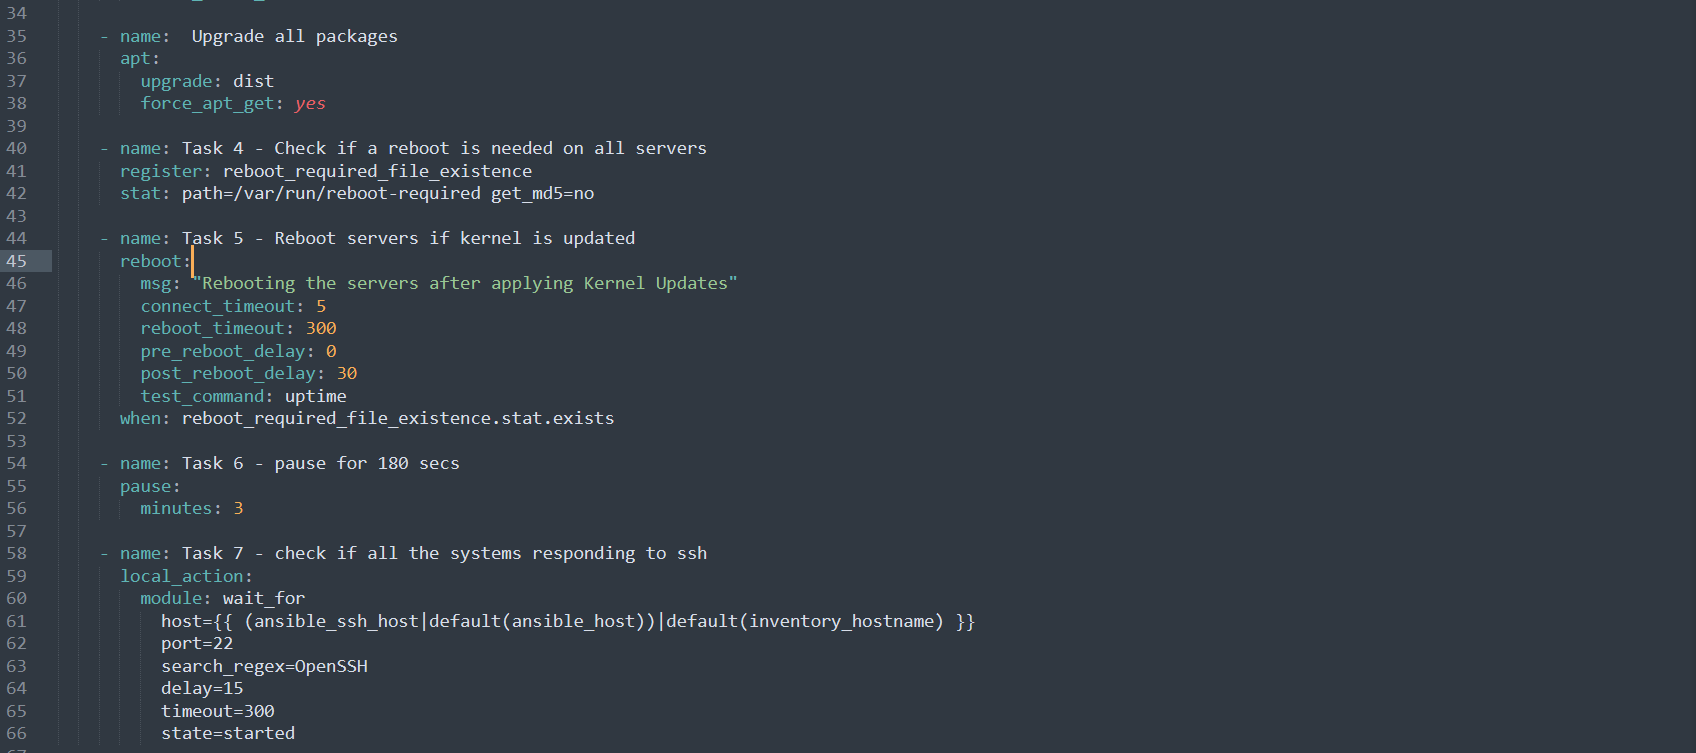 34
35 - name:  Upgrade all packages
36 apt:
37 upgrade: dist
38 force_apt_get: yes
39
40 - name: Task 4 - Check if a reboot is needed on all servers
41 register: reboot_required_file_existence
42 stat: path=/var/run/reboot-required get_md5=no
43
44 - name: Task 5 - Reboot servers if kernel is updated
45 reboot:
46 msg: "Rebooting the servers after applying Kernel Updates"
47 connect_timeout: 5
48 reboot_timeout: 300
49 pre_reboot_delay: 0
50 post_reboot_delay: 30
51 test_command: uptime
52 when: reboot_required_file_existence.stat.exists
53
54 - name: Task 6 - pause for 180 secs
55 pause:
56 minutes: 3
57
58 - name: Task 7 - check if all the systems responding to ssh
59 local_action:
60 module: wait_for
61 host={{ (ansible_ssh_host|default(ansible_host))|default(inventory_hostname) }}
62 port=22
63 search_regex=OpenSSH
64 delay=15
65 timeout=300
66 state=started